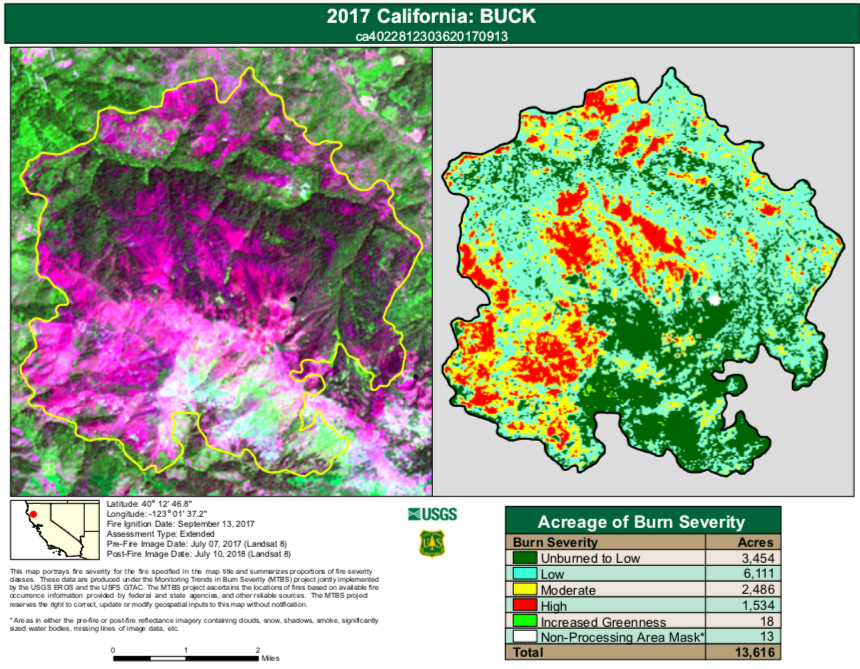 2017 California: BUCK
ca4022812303620170913
Latitude: 40° 12' 46.8"
Longitude: -123° 01' 37.2"
Fire Ignition Date: September 13, 2017
Assessment Type: Extended
Pre-Fire Image Date: July 07, 2017 (Landsat 8)
Post-Fire Image Date: July 10, 2018 (Landsat 8)
This map portrays fire severity for the fire specified in the map title and summarizes proportions of fire severity
classes. These data are produced under the Monitoring Trends in Burn Severity (MTBS) project jointly implemented
by the USGS EROS and the USFS GTAC. The MTBS project ascertains the locations of fires based on available fire
occurrence information provided by federal and state agencies, and other reliable sources. The MTBS project
reserves the right to correct, update or modify geospatial inputs to this map without notification.
* Areas in either the pre-fire or post-fire reflectance imagery containing clouds, snow, shadows, smoke, significantly
sized water bodies, missing lines of image data, etc.
0 1 2
Miles
USGS
U S
Acreage of Burn Severity
Burn Severity Acres
Unburned to Low 3,454
Low 6,111
Moderate 2,486
High 1,534
Increased Greenness 18
Non-Processing Area Mask* 13
Total 13,616